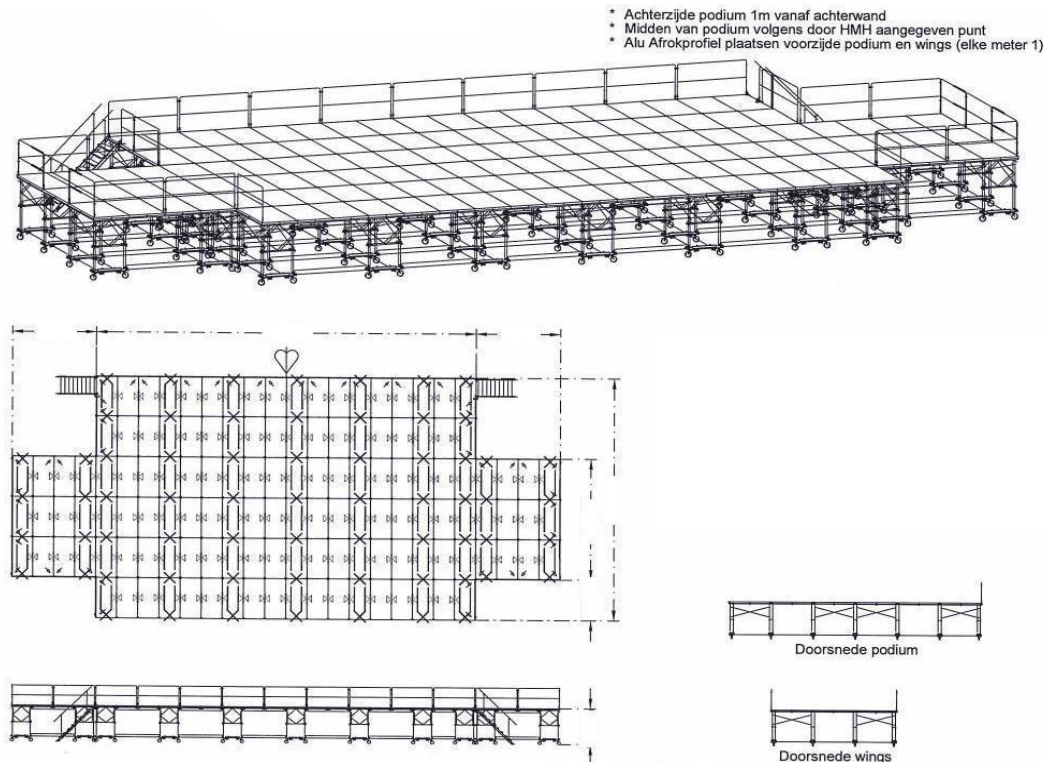 * Achterzijde podium 1m vanaf achterwand
* Midden van podium volgens door HMH aangegeven punt
* Alu Afrokprofiel plaatsen voorzijde podium en wings (elke meter 1)
Doorsnede podium
Doorsnede wings